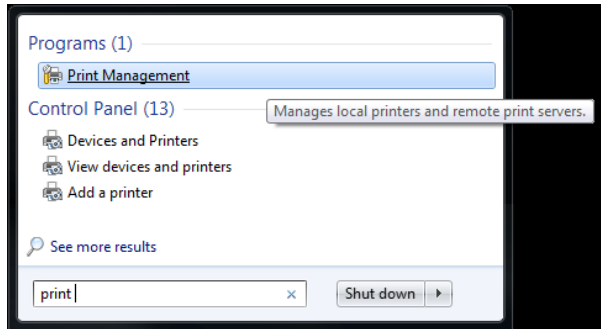 Programs (1)
Print Management
Control Panel (13)
Manages local printers and remote print servers.
Devices and Printers
View devices and printers
Add a printer
See more results
print
Shut down